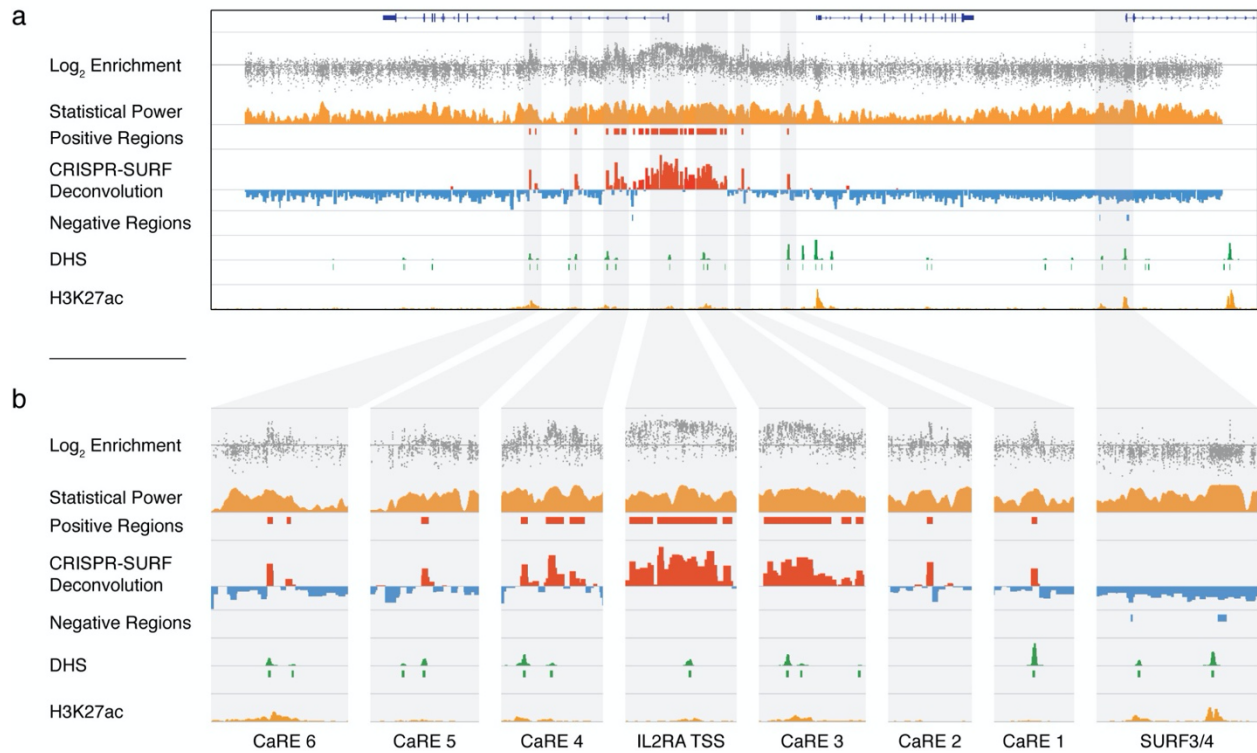 a
Log2 Enrichment
Statistical Power
Positive Regions
CRISPR-SURF
Deconvolution
Negative Regions
DHS
H3K27ac
b
Log2 Enrichment
Statistical Power
Positive Regions
CRISPR-SURF
Deconvolution
Negative Regions
DHS
H3K27ac
CaRE 6 CaRE 5 CaRE 4 IL2RA TSS CaRE 3 CaRE 2 CaRE 1 SURF3/4